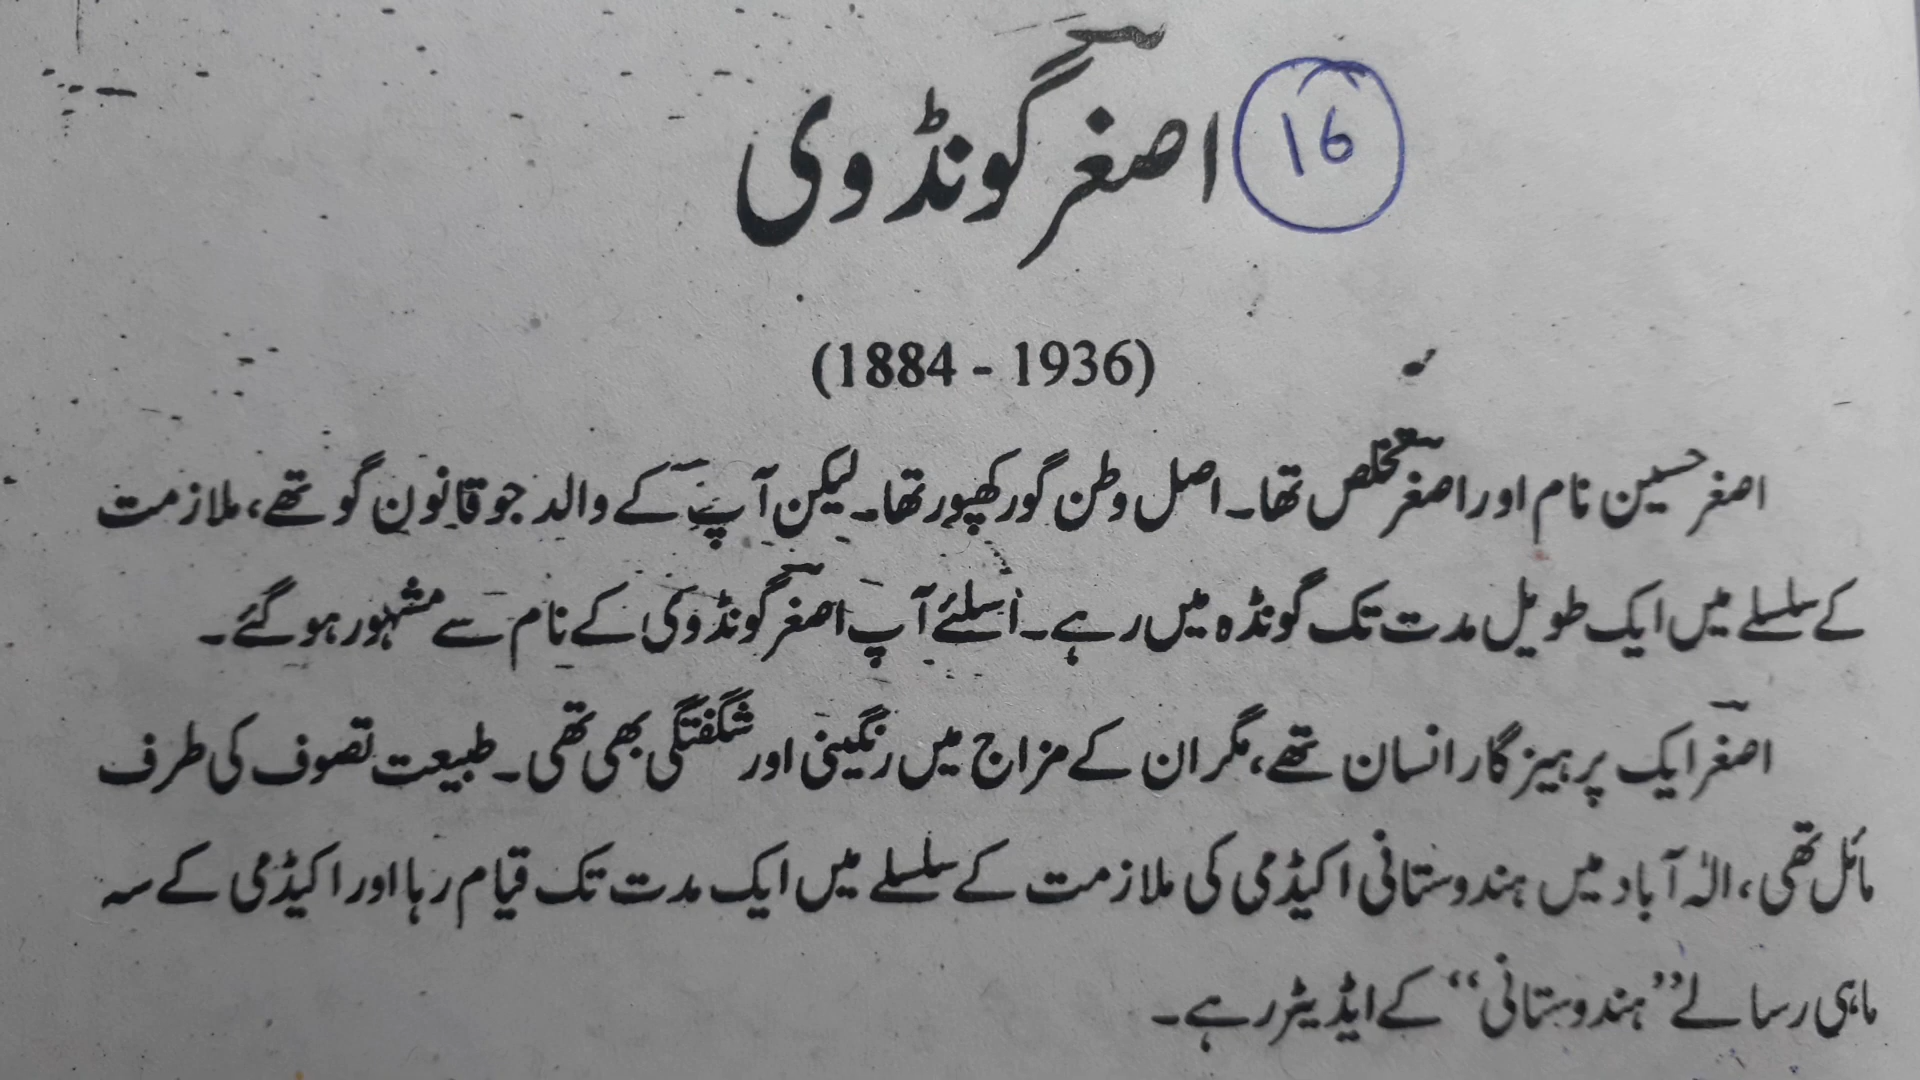 اصغرؔ گونڈوی
16
(1884 - 1936)
اصغر حسین نام اور اصغرؔ تخلص تھا۔ اصل وطن گورکھپور تھا۔ لیکن آپ کے والد جو قانون گو تھے، ملازمت
کے سلسلے میں ایک طویل مدت تک گونڈہ میں رہے۔ اسلئے آپ اصغرؔ گونڈوی کے نام سے مشہور ہو گئے۔
اصغرؔ ایک پرہیز گار انسان تھے، مگر ان کے مزاج میں رنگینی اور شگفتگی بھی تھی۔ طبیعت تصوف کی طرف
مائل تھی، الہٰ آباد میں ہندوستانی اکیڈمی کی ملازمت کے سلسلے میں ایک مدت تک قیام رہا اور اکیڈمی کے سہ
ماہی رسالے ”ہندوستانی“ کے ایڈیٹر رہے۔